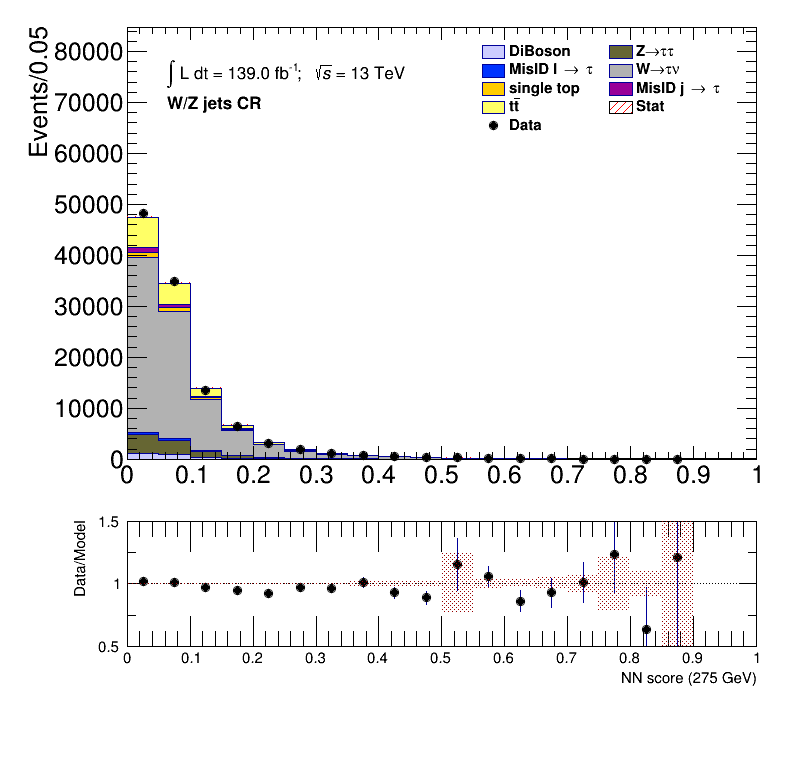 Events/0.05
80000
70000
60000
50000
40000
30000
20000
10000
0
∫ L dt = 139.0 fb⁻¹; √s = 13 TeV
W/Z jets CR
DiBoson
MisID l → τ
single top
tt̄
Data
Z→ττ
W→τν
MisID j → τ
Stat
0 0.1 0.2 0.3 0.4 0.5 0.6 0.7 0.8 0.9 1
Data/Model
1.5
1
0.5
0 0.1 0.2 0.3 0.4 0.5 0.6 0.7 0.8 0.9 1
NN score (275 GeV)